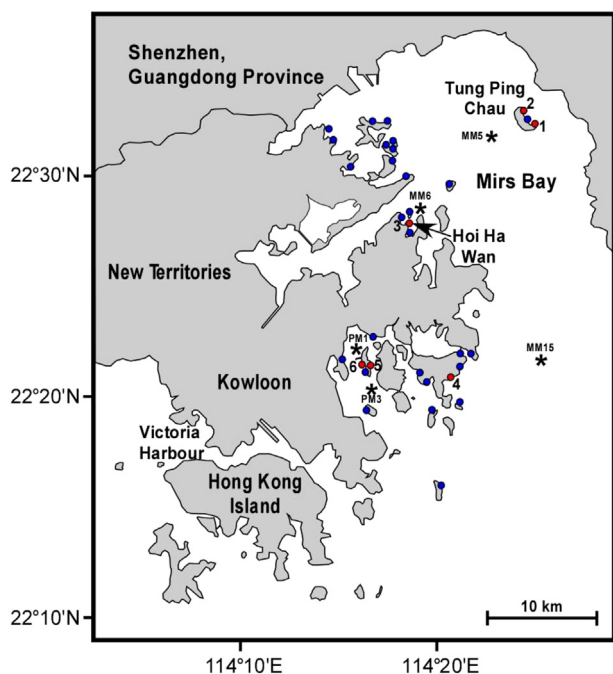 Shenzhen,
Guangdong Province
Tung Ping
Chau
2
1
MM5
*
22°30'N
Mirs Bay
MM6
*
3
Hoi Ha
Wan
New Territories
PM1
*
MM15
*
6
5
4
22°20'N
Kowloon
*
PM3
Victoria
Harbour
Hong Kong
Island
22°10'N
10 km
114°10'E
114°20'E